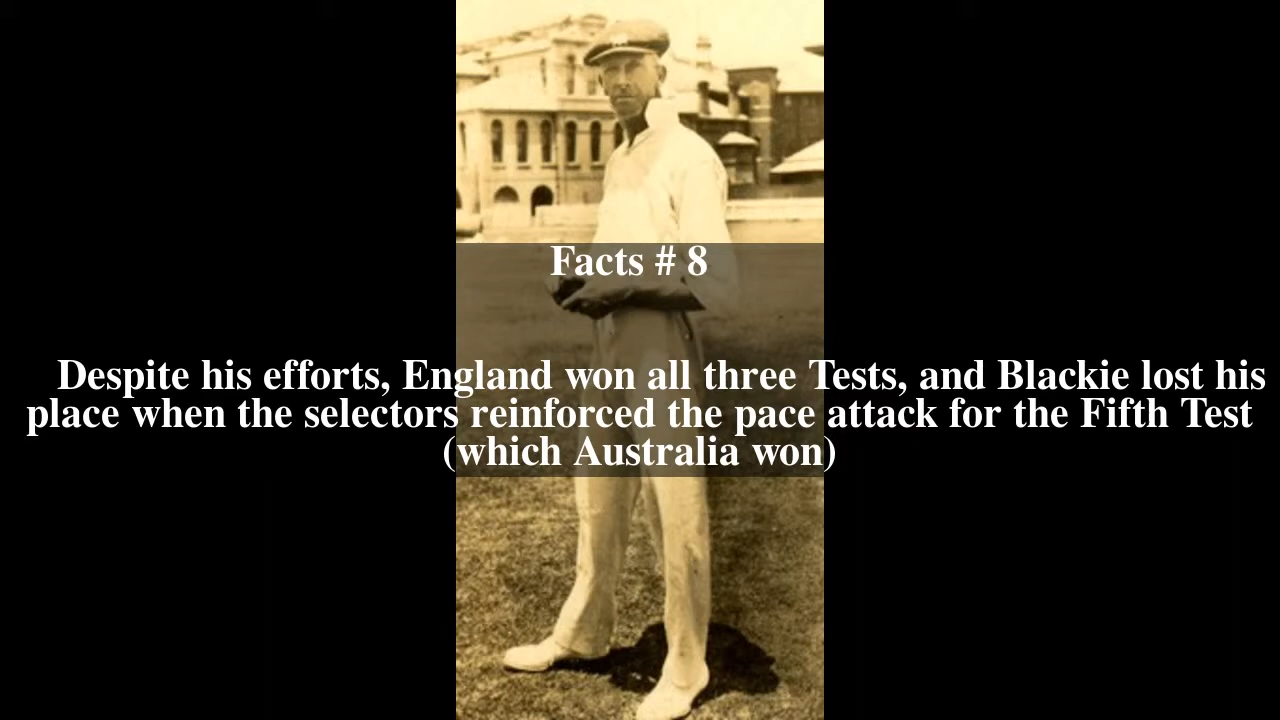 Facts # 8
Despite his efforts, England won all three Tests, and Blackie lost his
place when the selectors reinforced the pace attack for the Fifth Test
(which Australia won)